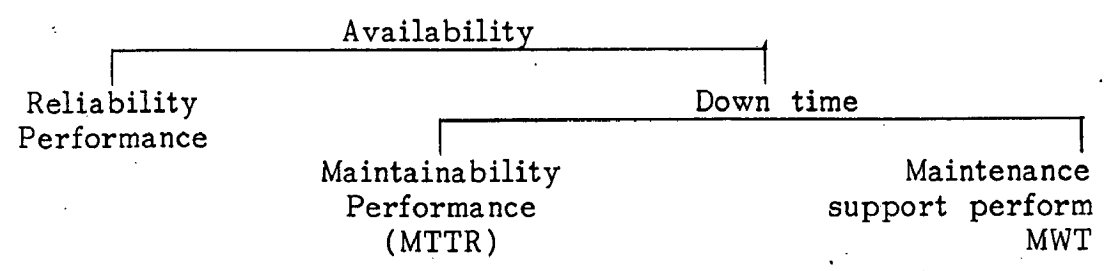 Availability
Reliability
Performance
Down time
Maintainability
Performance
(MTTR)
Maintenance
support perform
MWT